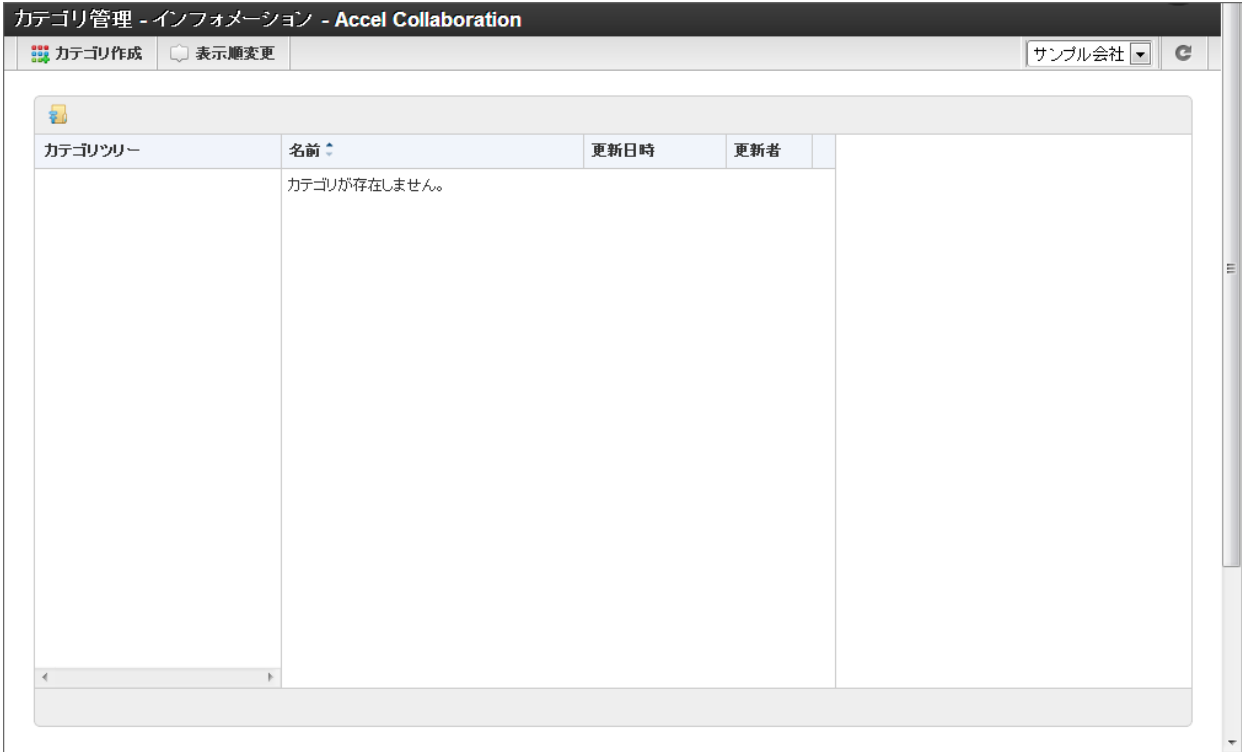 カテゴリ管理 - インフォメーション - Accel Collaboration
カテゴリ作成 表示順変更 サンプル会社
カテゴリツリー 名前 更新日時 更新者
カテゴリが存在しません。